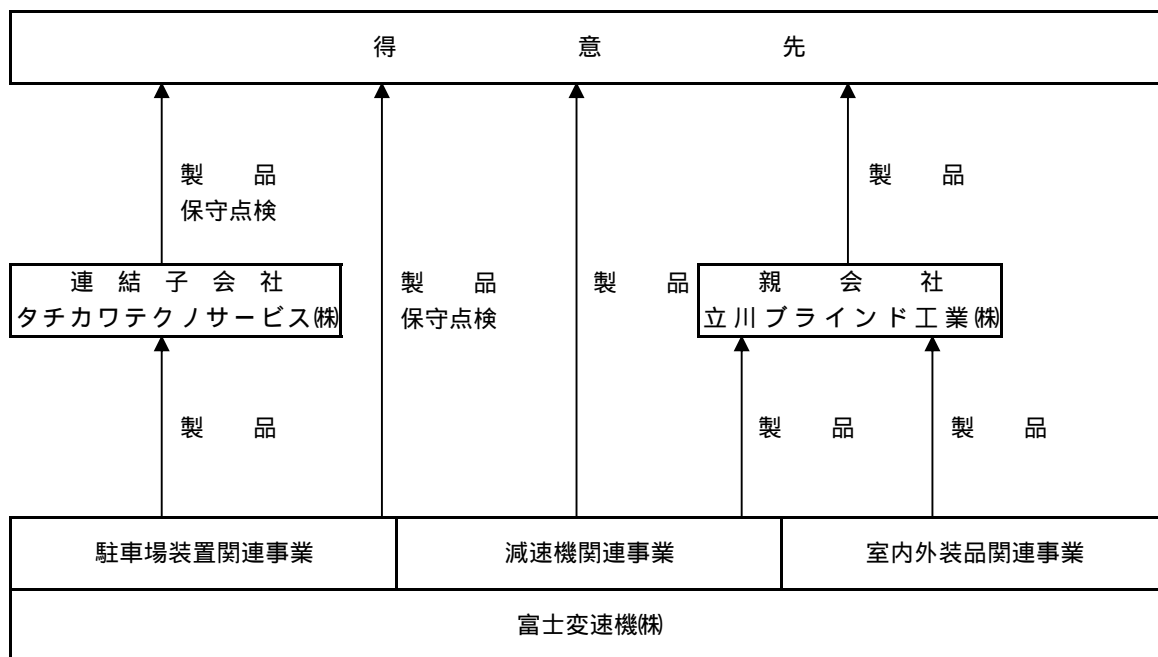 得意先
製品
保守点検
製品
連結子会社
タチカワテクノサービス㈱
製品
保守点検
製品
親会社
立川ブラインド工業㈱
製品
製品
製品
駐車場装置関連事業
減速機関連事業
室内外装品関連事業
富士変速機㈱